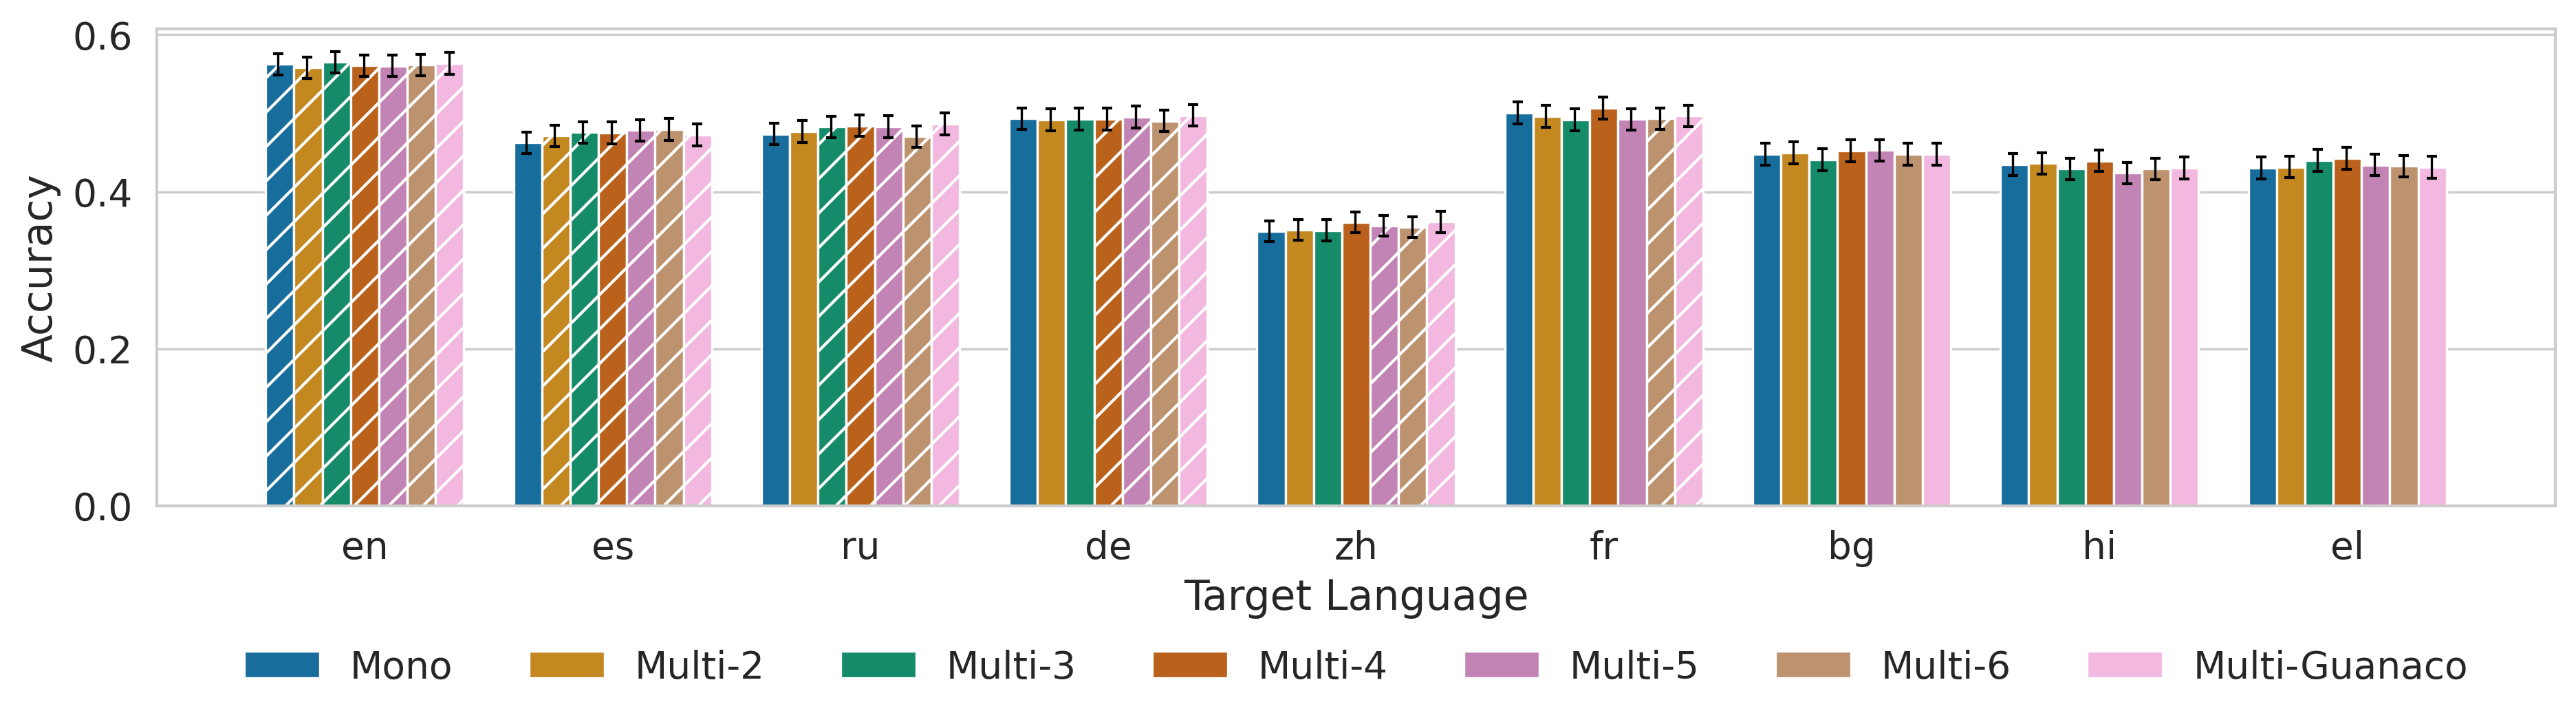 0.6
0.4
0.2
0.0
Accuracy
en es ru de zh fr bg hi el
Target Language
Mono Multi-2 Multi-3 Multi-4 Multi-5 Multi-6 Multi-Guanaco